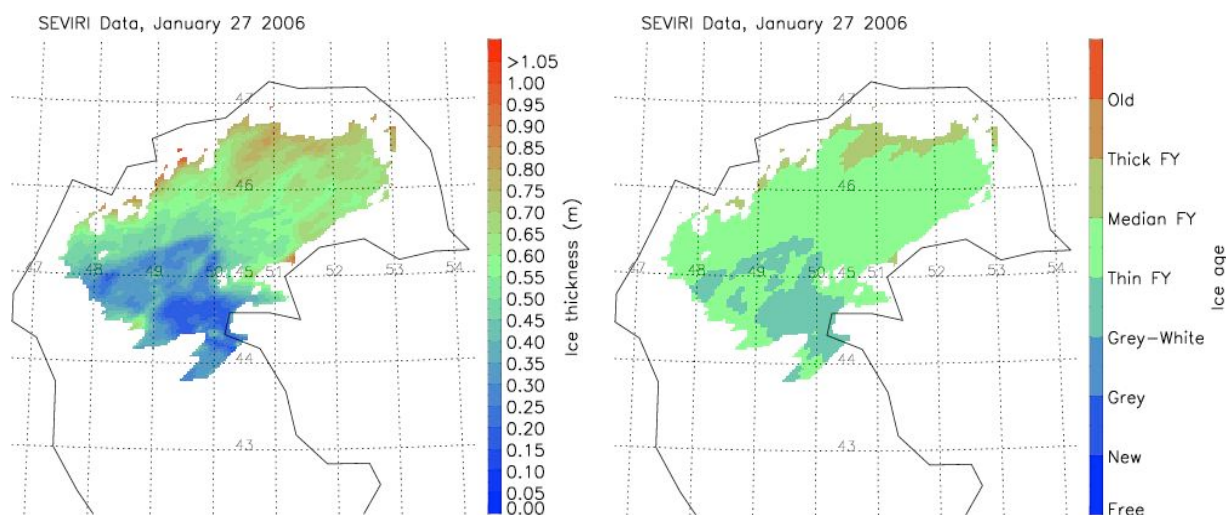 SEVIRI Data, January 27 2006
47
46
47 48 49 50 45 51 52 53 54
44
43
>1.05
1.00
0.95
0.90
0.85
0.80
0.75
0.70
0.65
0.60
0.55
0.50
0.45
0.40
0.35
0.30
0.25
0.20
0.15
0.10
0.05
0.00
Ice thickness (m)
SEVIRI Data, January 27 2006
47
46
47 48 49 50 45 51 52 53 54
44
43
Old
Thick FY
Median FY
Thin FY
Grey-White
Grey
New
Free
Ice age